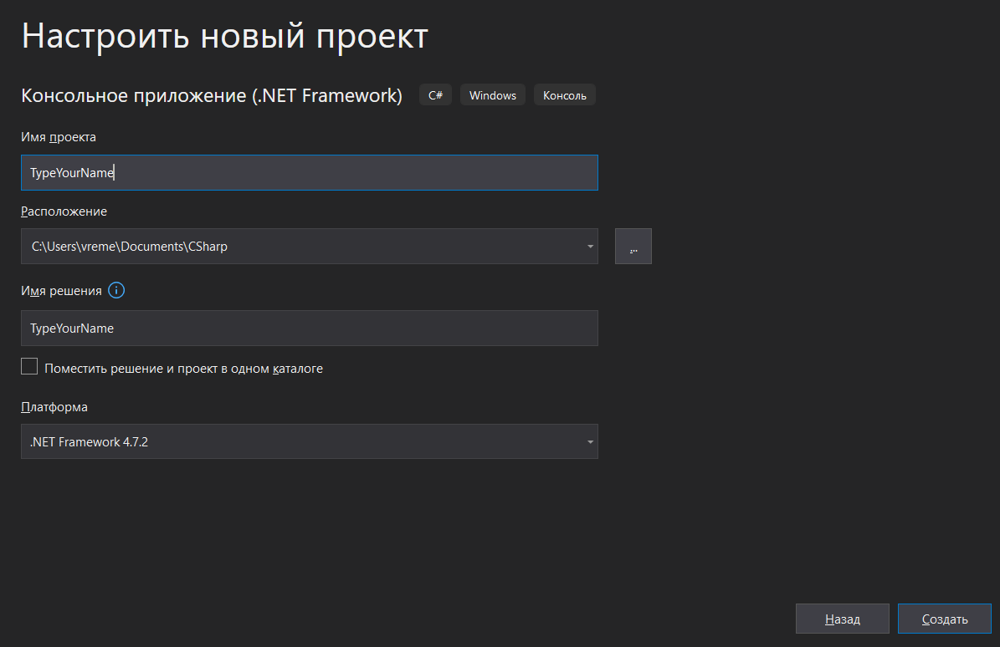 Настроить новый проект
Консольное приложение (.NET Framework) C# Windows Консоль
Имя проекта
TypeYourName
Расположение
C:\Users\vreme\Documents\CSharp
...
Имя решения
TypeYourName
Поместить решение и проект в одном каталоге
Платформа
.NET Framework 4.7.2
Назад Создать